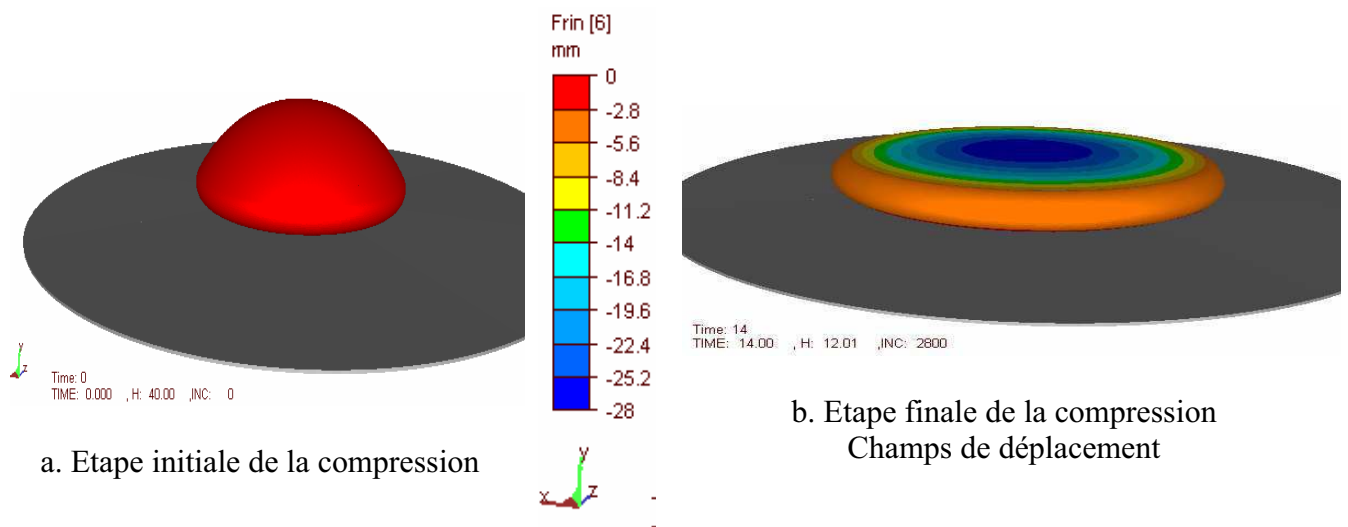 Frin [6]
mm
0
-2.8
-5.6
-8.4
-11.2
-14
-16.8
-19.6
-22.4
-25.2
-28
y
z
Time: 0
TIME: 0.000 , H: 40.00 ,INC: 0
a. Etape initiale de la compression
y
x
z
Time: 14
TIME: 14.00 , H: 12.01 ,INC: 2800
b. Etape finale de la compression
Champs de déplacement